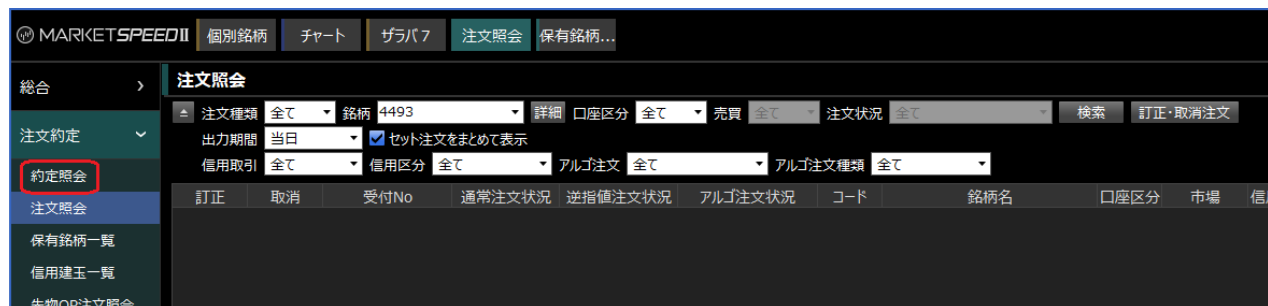 MARKETSPEEDII 個別銘柄 チャート ザラバ7 注文照会 保有銘柄...
総合
注文照会
注文種類 全て 銘柄 4493 詳細 口座区分 全て 売買 全て 注文状況 全て 検索 訂正・取消注文
注文約定
出力期間 当日 セット注文をまとめて表示
信用取引 全て 信用区分 全て アルゴ注文 全て アルゴ注文種類 全て
約定照会
訂正 取消 受付No 通常注文状況 逆指値注文状況 アルゴ注文状況 コード 銘柄名 口座区分 市場 信
注文照会
保有銘柄一覧
信用建玉一覧
先物OP注文照会